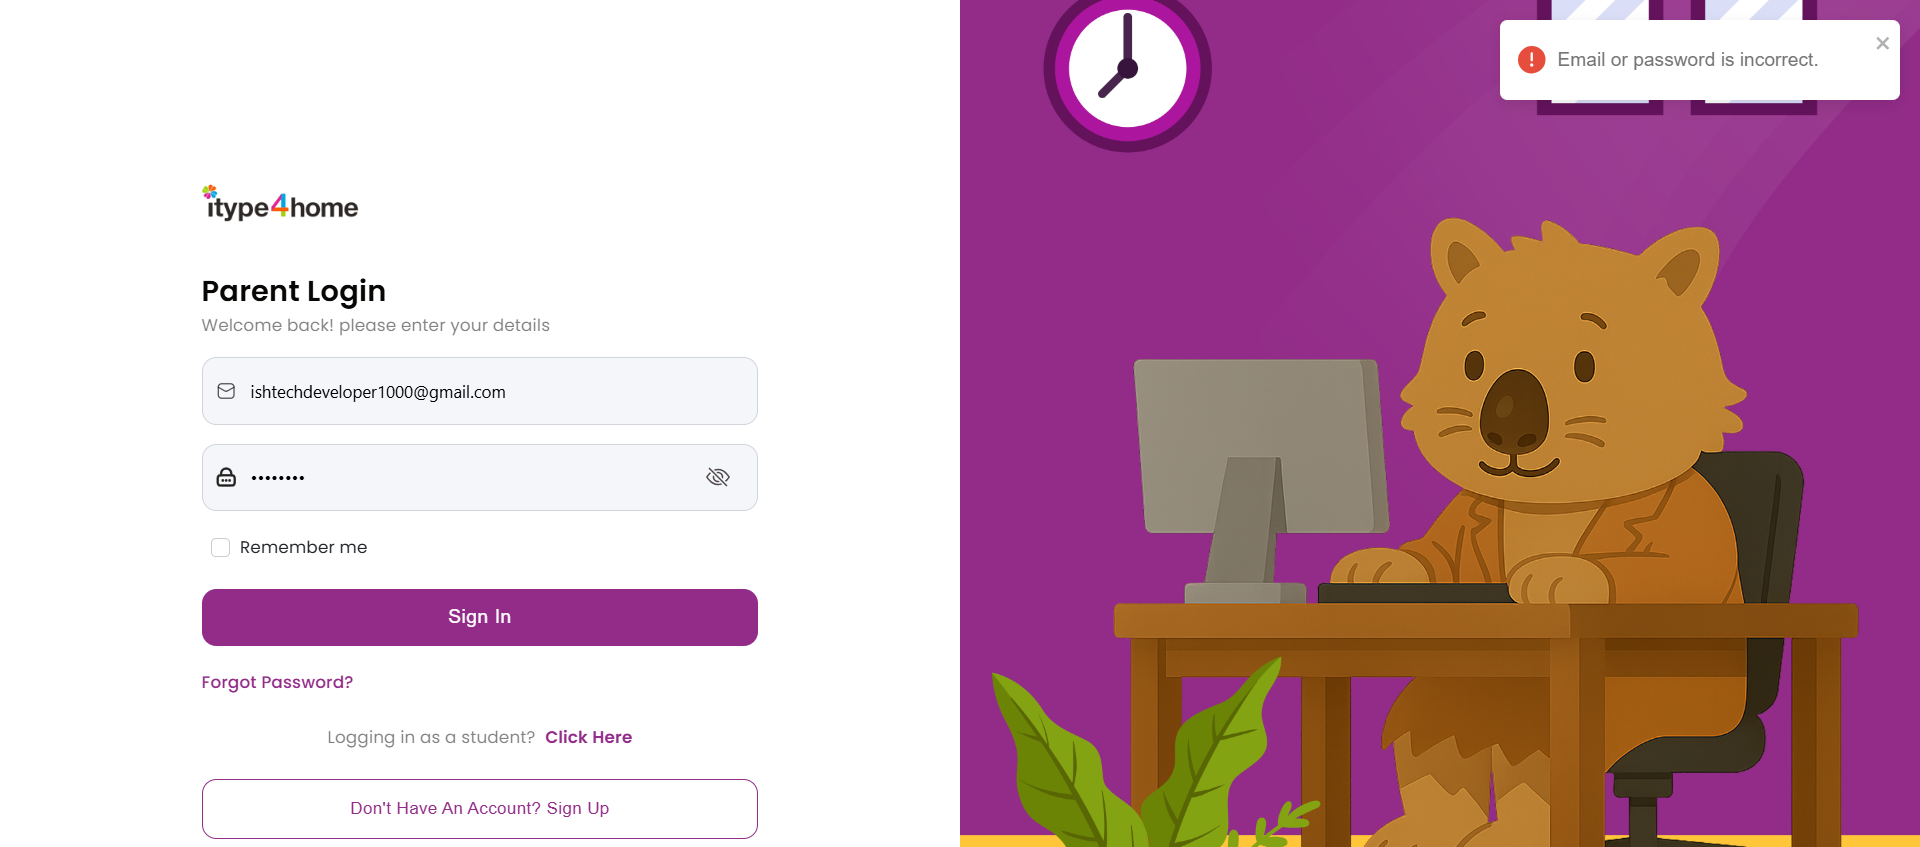 itype4home
Parent Login
Welcome back! please enter your details
ishtechdeveloper1000@gmail.com
••••••••
Remember me
Sign In
Forgot Password?
Logging in as a student? Click Here
Don't Have An Account? Sign Up
Email or password is incorrect.